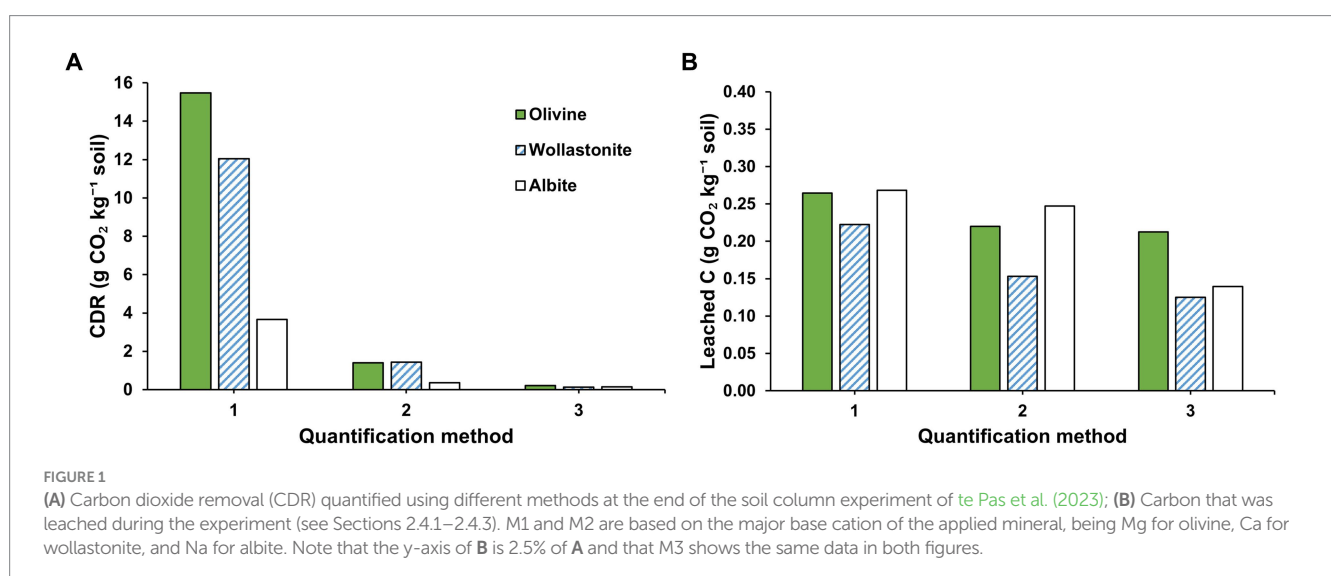 A
CDR (g CO₂ kg⁻¹ soil)
16
14
12
10
8
6
4
2
0
Olivine
Wollastonite
Albite
1 2 3
Quantification method
B
Leached C (g CO₂ kg⁻¹ soil)
0.40
0.35
0.30
0.25
0.20
0.15
0.10
0.05
0.00
1 2 3
Quantification method
FIGURE 1
(A) Carbon dioxide removal (CDR) quantified using different methods at the end of the soil column experiment of te Pas et al. (2023); (B) Carbon that was
leached during the experiment (see Sections 2.4.1–2.4.3). M1 and M2 are based on the major base cation of the applied mineral, being Mg for olivine, Ca for
wollastonite, and Na for albite. Note that the y-axis of B is 2.5% of A and that M3 shows the same data in both figures.